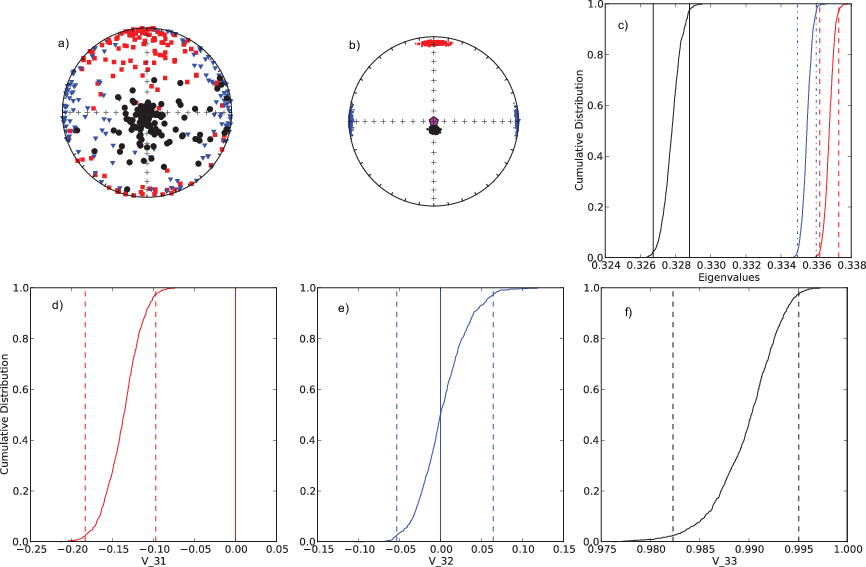 a)
b)
c)
1.0
0.8
0.6
0.4
0.2
0.0
Cumulative Distribution
0.324 0.326 0.328 0.330 0.332 0.334 0.336 0.338
Eigenvalues
d)
1.0
0.8
0.6
0.4
0.2
0.0
Cumulative Distribution
−0.25 −0.20 −0.15 −0.10 −0.05 0.00 0.05
V_31
e)
1.0
0.8
0.6
0.4
0.2
0.0
−0.15 −0.10 −0.05 0.00 0.05 0.10 0.15
V_32
f)
1.0
0.8
0.6
0.4
0.2
0.0
0.975 0.980 0.985 0.990 0.995 1.000
V_33